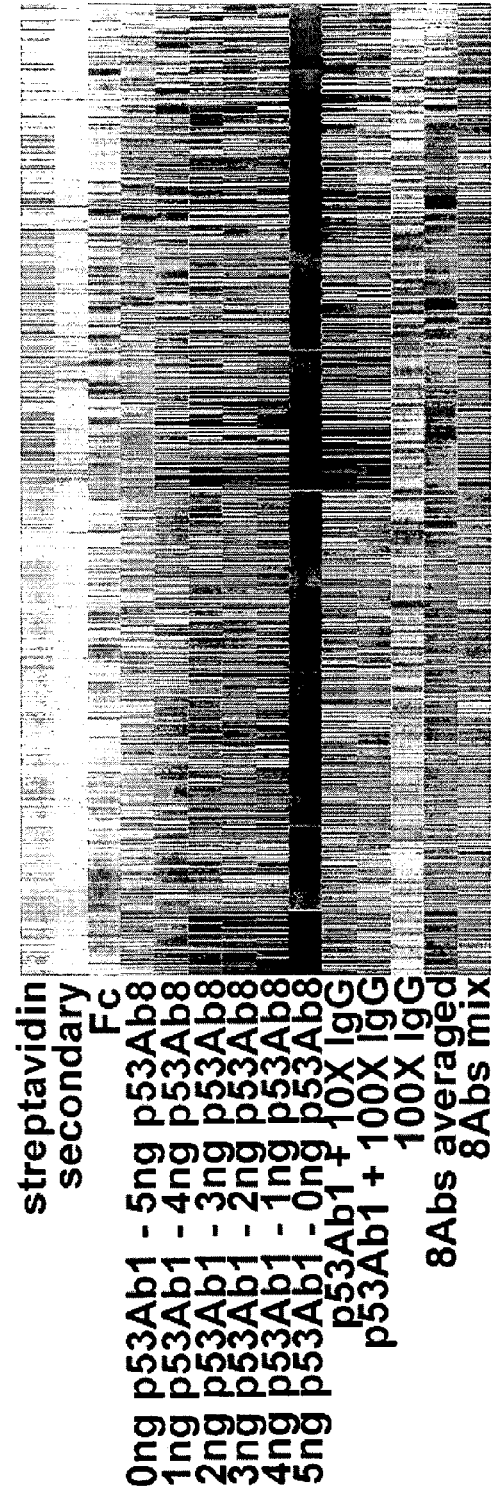 streptavidin
secondary
Fc
0ng p53Ab1 - 5ng p53Ab8
1ng p53Ab1 - 4ng p53Ab8
2ng p53Ab1 - 3ng p53Ab8
3ng p53Ab1 - 2ng p53Ab8
4ng p53Ab1 - 1ng p53Ab8
5ng p53Ab1 - 0ng p53Ab8
p53Ab1 + 10X IgG
p53Ab1 + 100X IgG
100X IgG
8Abs averaged
8Abs mix